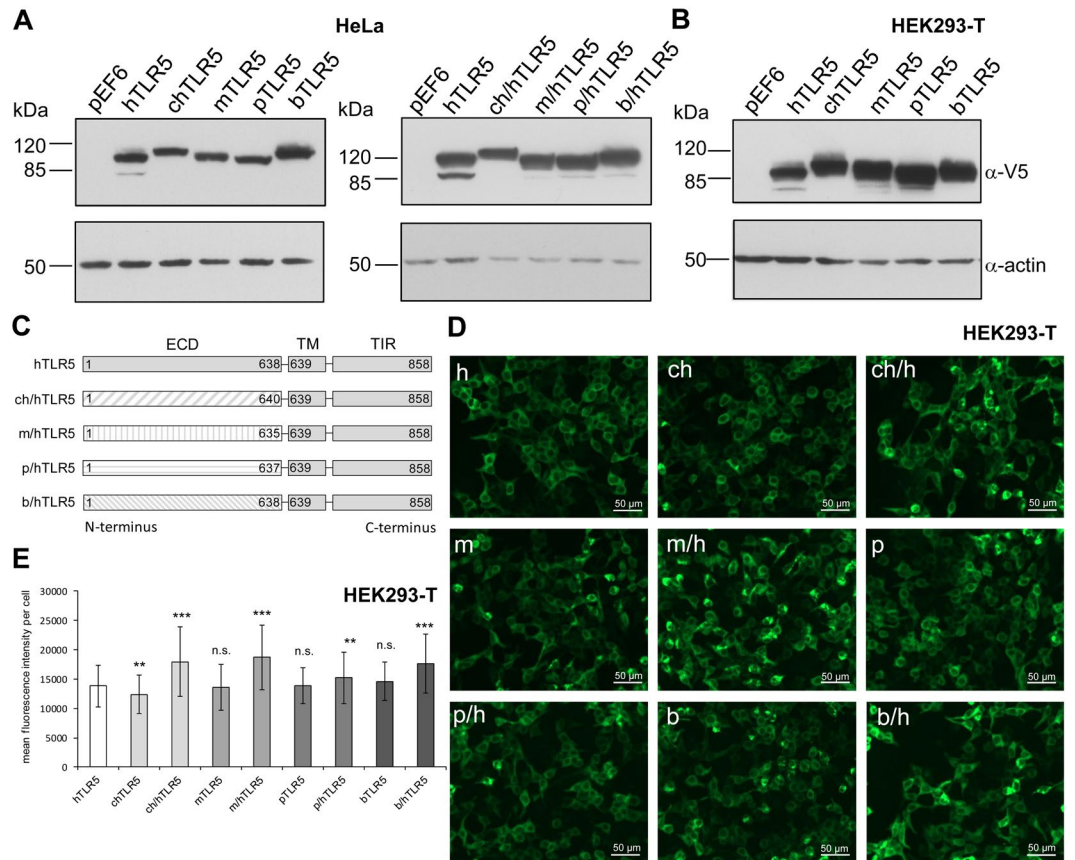 A
HeLa
pEF6 hTLR5 chTLR5 mTLR5 pTLR5 bTLR5
kDa
120
85
50
pEF6 hTLR5 ch/hTLR5 m/hTLR5 p/hTLR5 b/hTLR5
kDa
120
85
50
B
HEK293-T
pEF6 hTLR5 chTLR5 mTLR5 pTLR5 bTLR5
kDa
120
85
α-V5
50
α-actin
C
ECD TM TIR
hTLR5 1 638 639 858
ch/hTLR5 1 640 639 858
m/hTLR5 1 635 639 858
p/hTLR5 1 637 639 858
b/hTLR5 1 638 639 858
N-terminus C-terminus
D
HEK293-T
h 50 µm
ch 50 µm
ch/h 50 µm
m 50 µm
m/h 50 µm
p 50 µm
p/h 50 µm
b 50 µm
b/h 50 µm
E
HEK293-T
mean fluorescence intensity per cell
30000
25000
20000
15000
10000
5000
0
** *** n.s. *** n.s. ** n.s. ***
hTLR5 chTLR5 ch/hTLR5 mTLR5 m/hTLR5 pTLR5 p/hTLR5 bTLR5 b/hTLR5